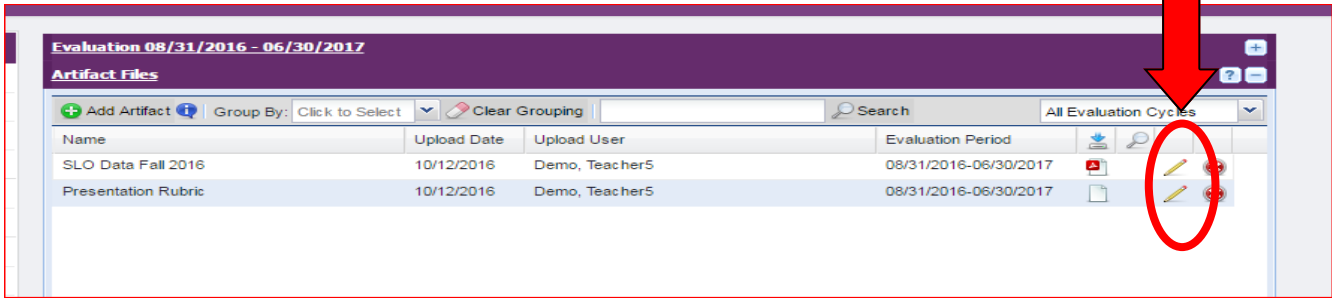 Evaluation 08/31/2016 - 06/30/2017
Artifact Files
Add Artifact Group By: Click to Select Clear Grouping Search All Evaluation Cycles
Name Upload Date Upload User Evaluation Period
SLO Data Fall 2016 10/12/2016 Demo, Teacher5 08/31/2016-06/30/2017
Presentation Rubric 10/12/2016 Demo, Teacher5 08/31/2016-06/30/2017